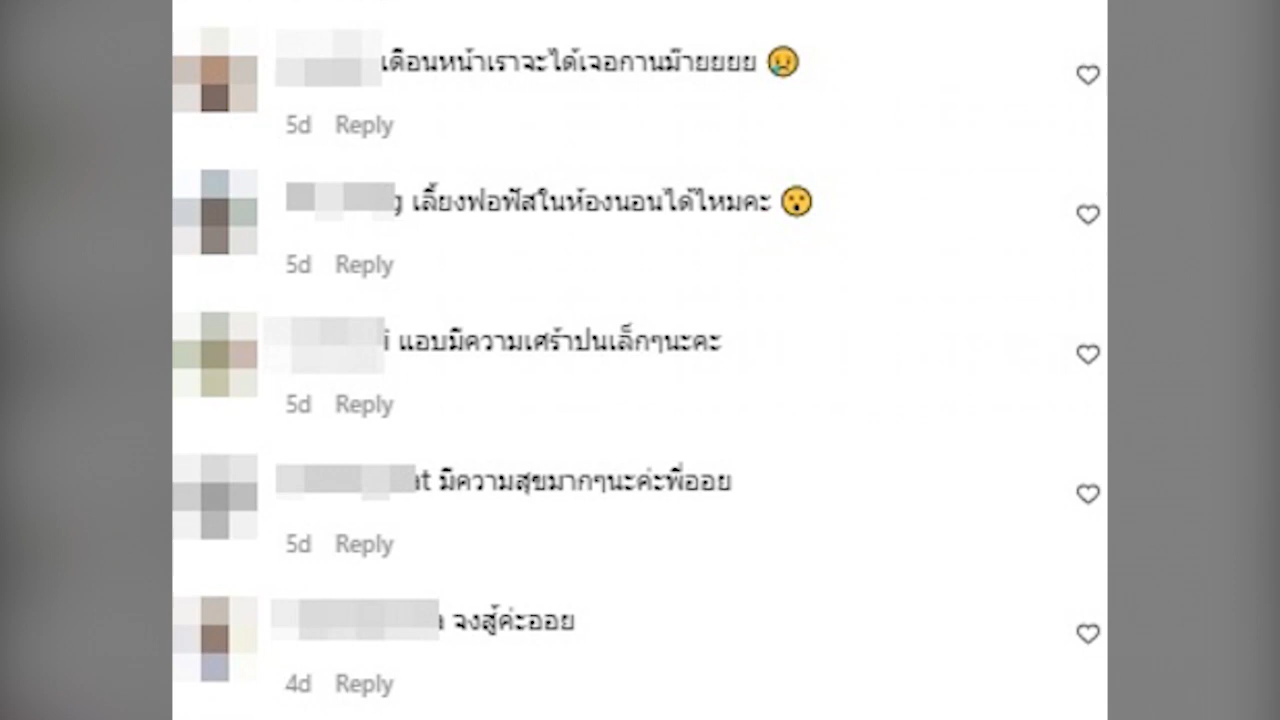 เดือนหน้าเราจะได้เจอกานม๊ายยยย 😢
5d Reply
g เลี้ยงฟอฟัสในห้องนอนได้ไหมคะ 😮
5d Reply
i แอบมีความเศร้าปนเล็กๆนะคะ
5d Reply
at มีความสุขมากๆนะค่ะพี่ออย
5d Reply
จงสู้ค่ะออย
4d Reply